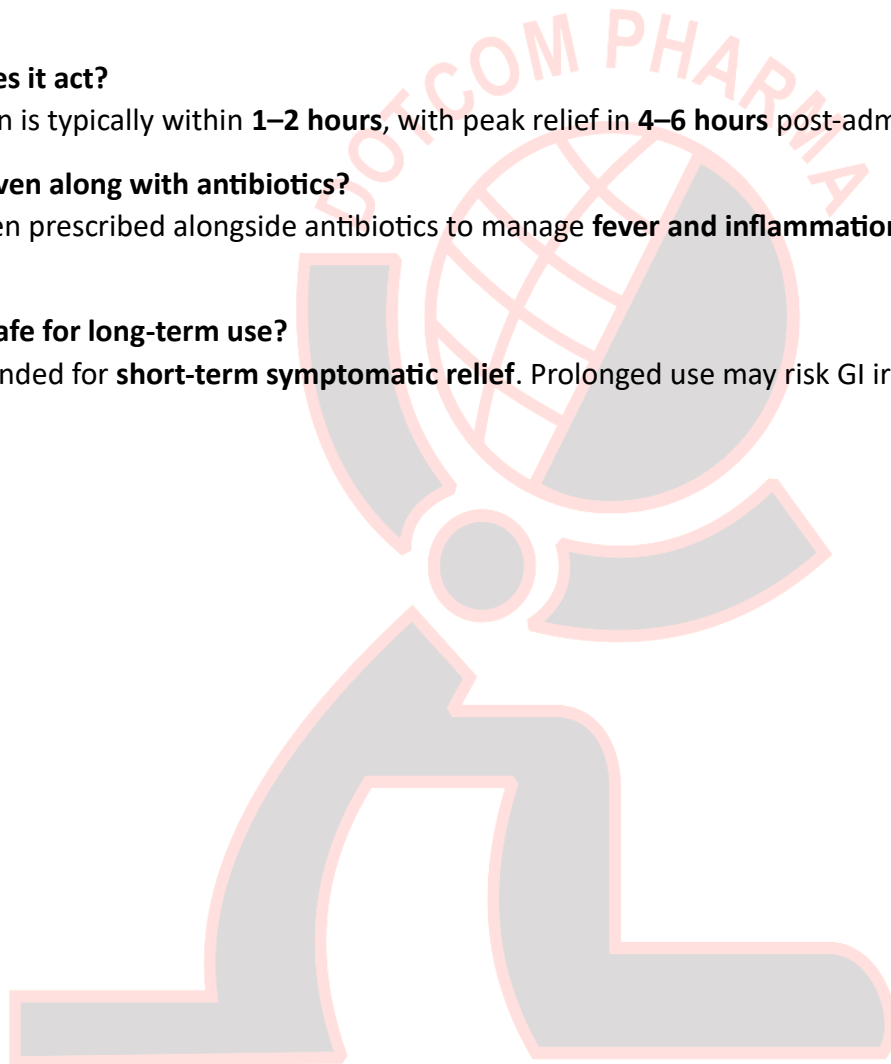 DOTCOM PHARMA
es it act?
n is typically within 1–2 hours, with peak relief in 4–6 hours post-adm
ven along with antibiotics?
en prescribed alongside antibiotics to manage fever and inflammation
afe for long-term use?
nded for short-term symptomatic relief. Prolonged use may risk GI ir